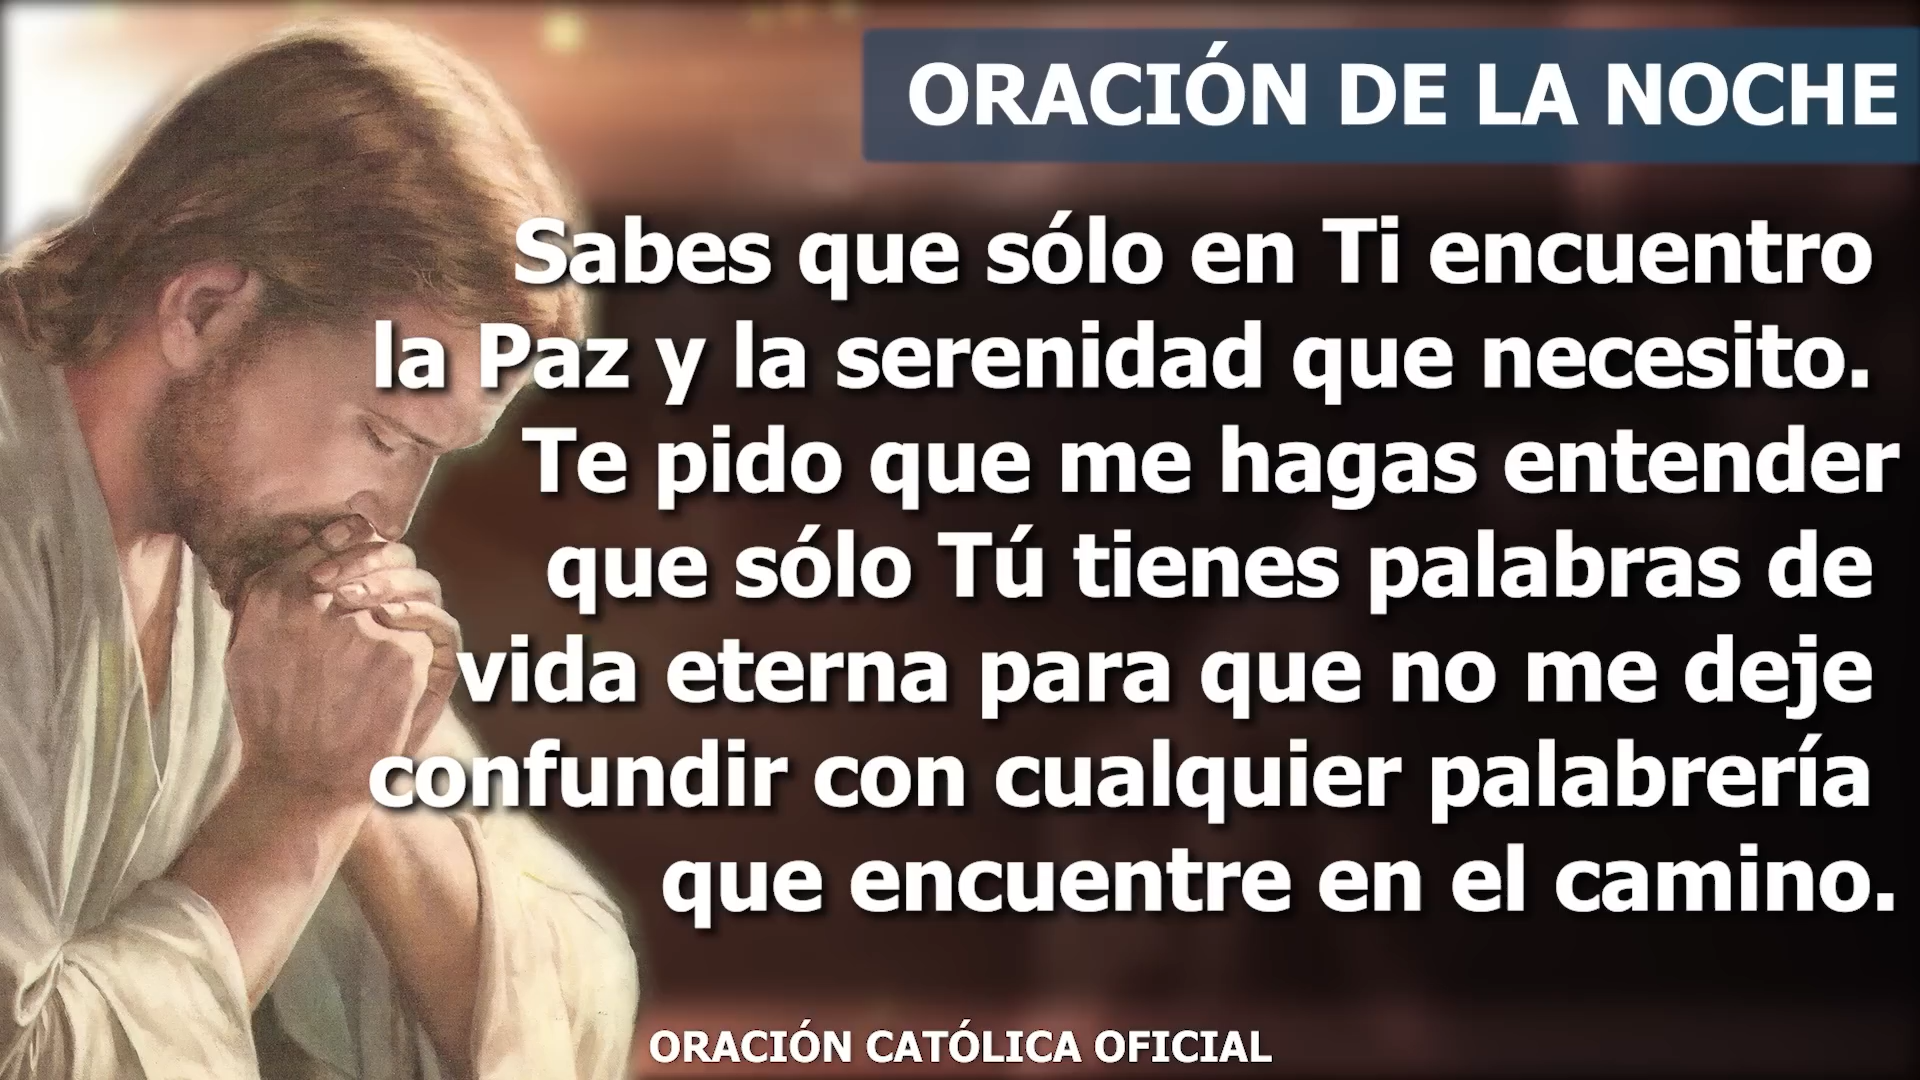 ORACIÓN DE LA NOCHE
Sabes que sólo en Ti encuentro
la Paz y la serenidad que necesito.
Te pido que me hagas entender
que sólo Tú tienes palabras de
vida eterna para que no me deje
confundir con cualquier palabrería
que encuentre en el camino.
ORACIÓN CATÓLICA OFICIAL